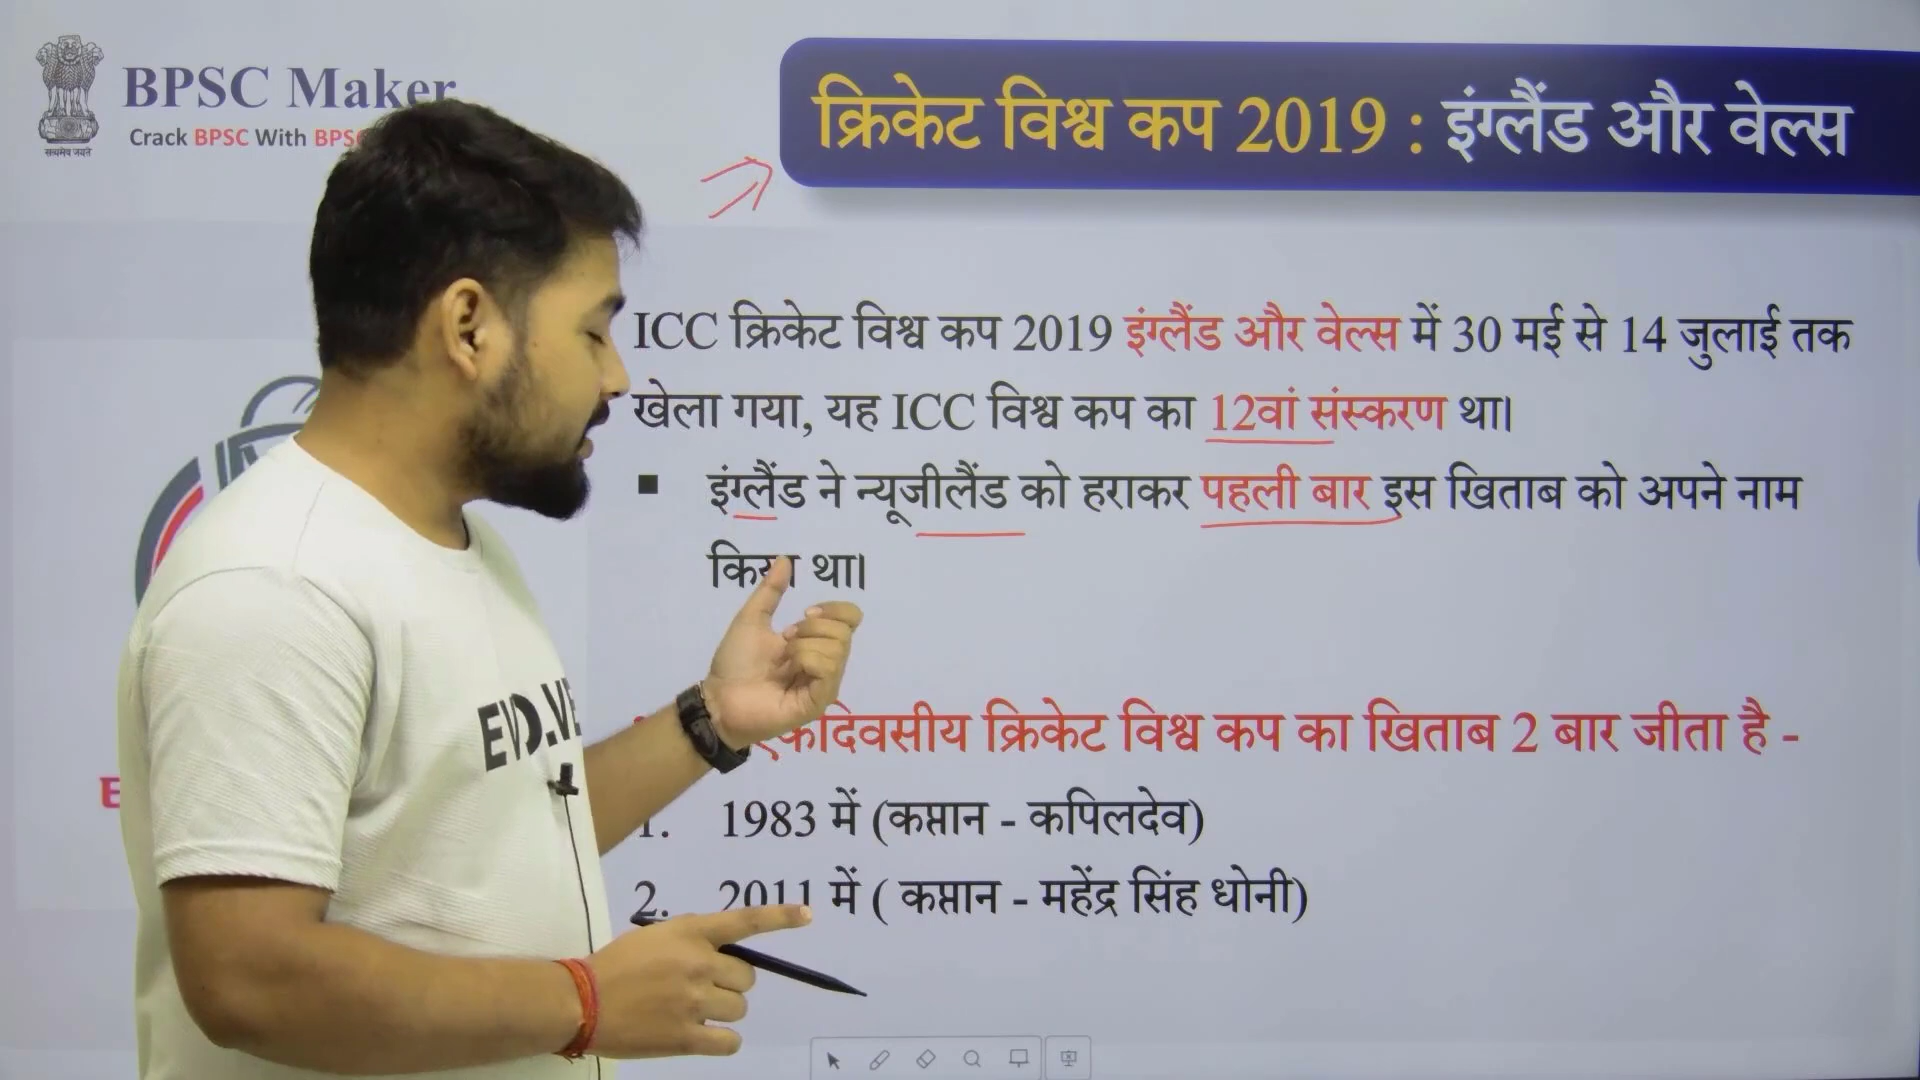 BPSC Maker
Crack BPSC With BPSC
सत्यमेव जयते
क्रिकेट विश्व कप 2019 : इंग्लैंड और वेल्स
ICC क्रिकेट विश्व कप 2019 इंग्लैंड और वेल्स में 30 मई से 14 जुलाई तक
खेला गया, यह ICC विश्व कप का 12वां संस्करण था।
▪ इंग्लैंड ने न्यूजीलैंड को हराकर पहली बार इस खिताब को अपने नाम
किया था।
एकदिवसीय क्रिकेट विश्व कप का खिताब 2 बार जीता है -
1. 1983 में (कप्तान - कपिलदेव)
2. 2011 में ( कप्तान - महेंद्र सिंह धोनी)